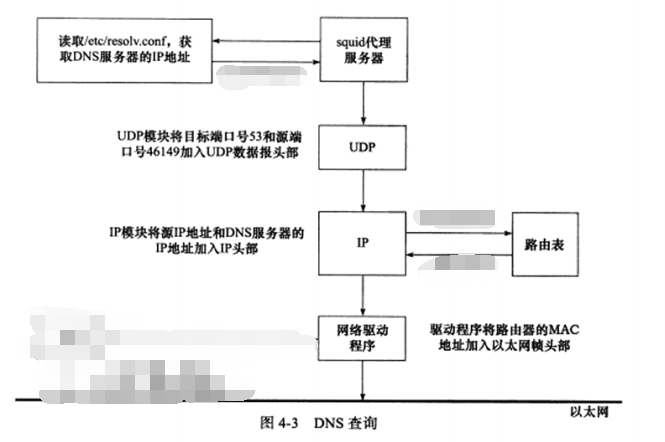 读取/etc/resolv.conf，获
取DNS服务器的IP地址
squid代理
服务器
UDP模块将目标端口号53和源端
口号46149加入UDP数据报头部
UDP
IP模块将源IP地址和DNS服务器的
IP地址加入IP头部
IP
路由表
网络驱动
程序
驱动程序将路由器的MAC
地址加入以太网帧头部
以太网
图 4-3 DNS 查询